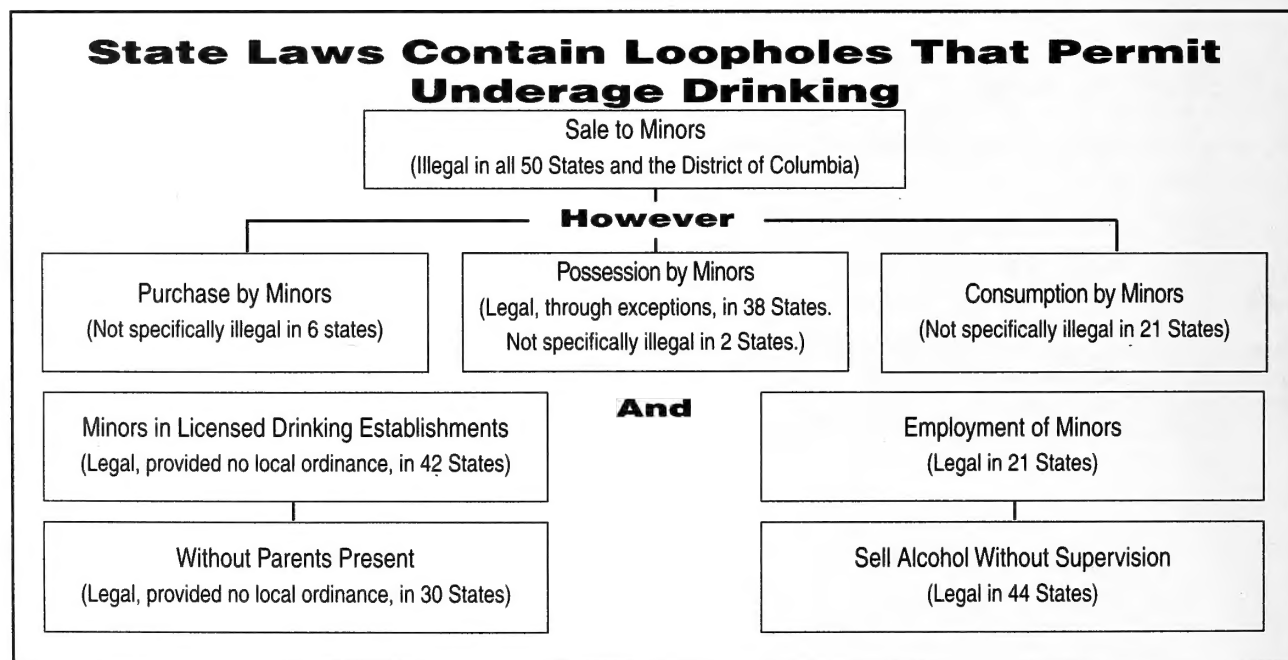 State Laws Contain Loopholes That Permit
Underage Drinking
Sale to Minors
(Illegal in all 50 States and the District of Columbia)
However
Purchase by Minors
(Not specifically illegal in 6 states)
Possession by Minors
(Legal, through exceptions, in 38 States.
Not specifically illegal in 2 States.)
Consumption by Minors
(Not specifically illegal in 21 States)
And
Minors in Licensed Drinking Establishments
(Legal, provided no local ordinance, in 42 States)
Employment of Minors
(Legal in 21 States)
Without Parents Present
(Legal, provided no local ordinance, in 30 States)
Sell Alcohol Without Supervision
(Legal in 44 States)